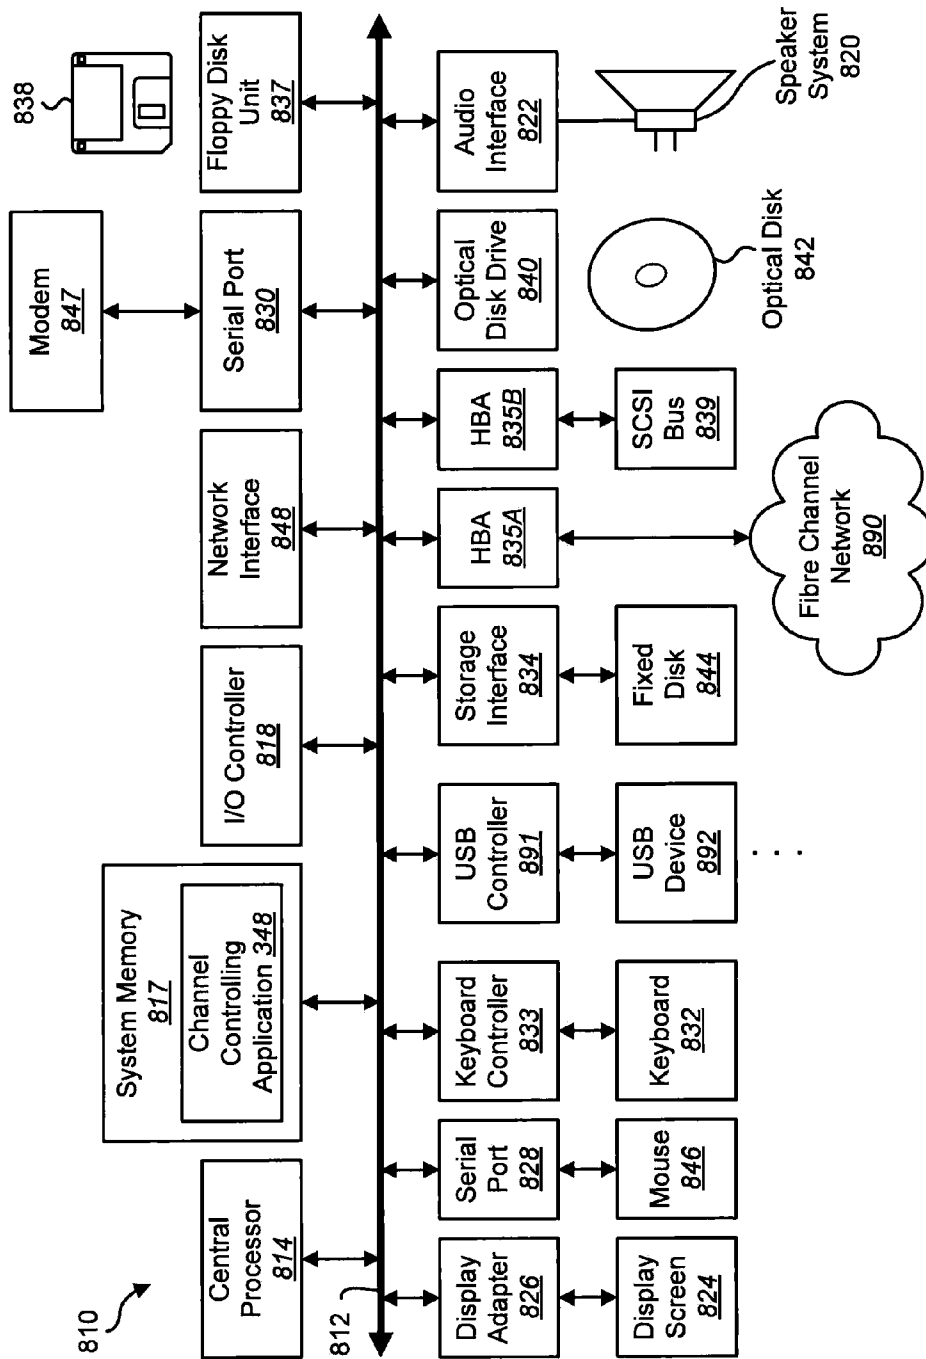 810
Central
Processor
814
System Memory
817
Channel
Controlling
Application 348
I/O Controller
818
Network
Interface
848
Modem
847
Serial Port
830
838
Floppy Disk
Unit
837
812
Display
Adapter
826
Serial
Port
828
Keyboard
Controller
833
USB
Controller
891
Storage
Interface
834
HBA
835A
HBA
835B
Optical
Disk Drive
840
Audio
Interface
822
Display
Screen
824
Mouse
846
Keyboard
832
USB
Device
892
. . .
Fixed
Disk
844
Fibre Channel
Network
890
SCSI
Bus
839
Optical Disk
842
Speaker
System
820